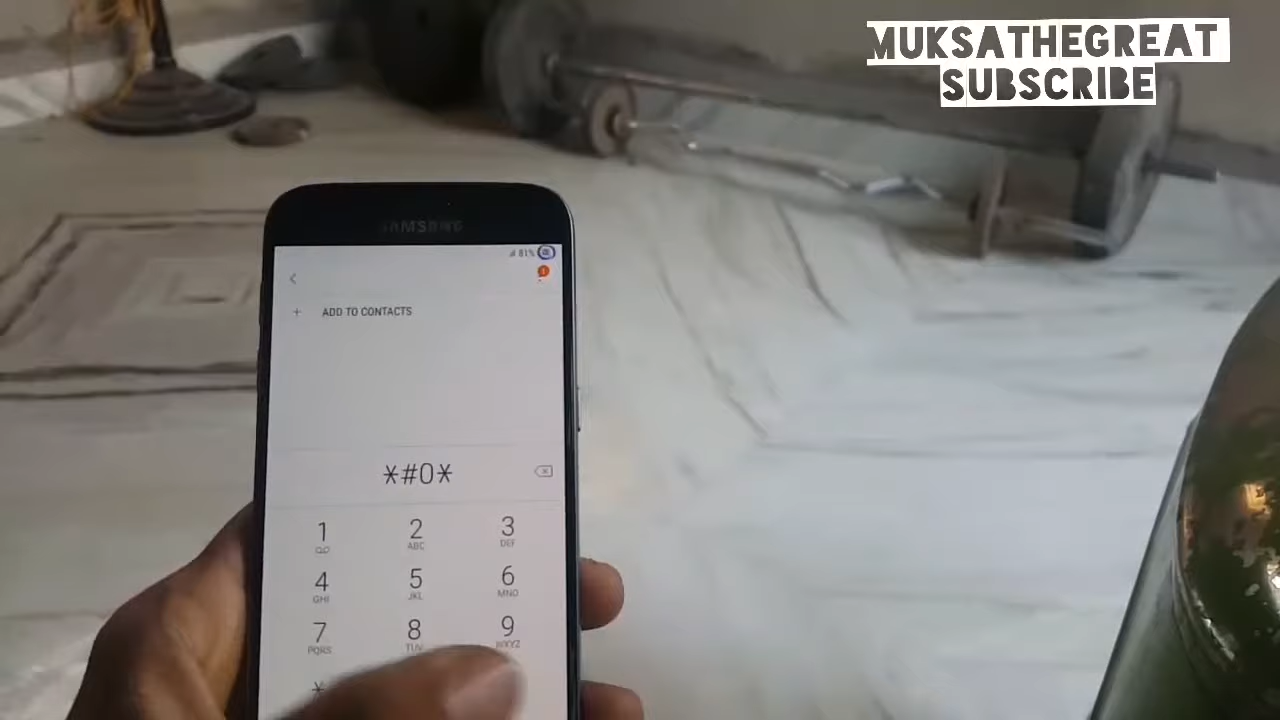 MUKSATHEGREAT
SUBSCRIBE
SAMSUNG
81%
ADD TO CONTACTS
*#0*
1 2 3
ABC DEF
4 5 6
GHI JKL MNO
7 8 9
PQRS TUV WXYZ
*